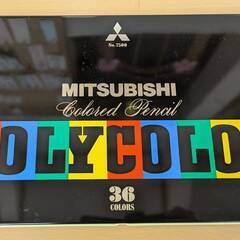 No.7500
MITSUBISHI
Colored Pencil
OLYCOLO
36
COLORS